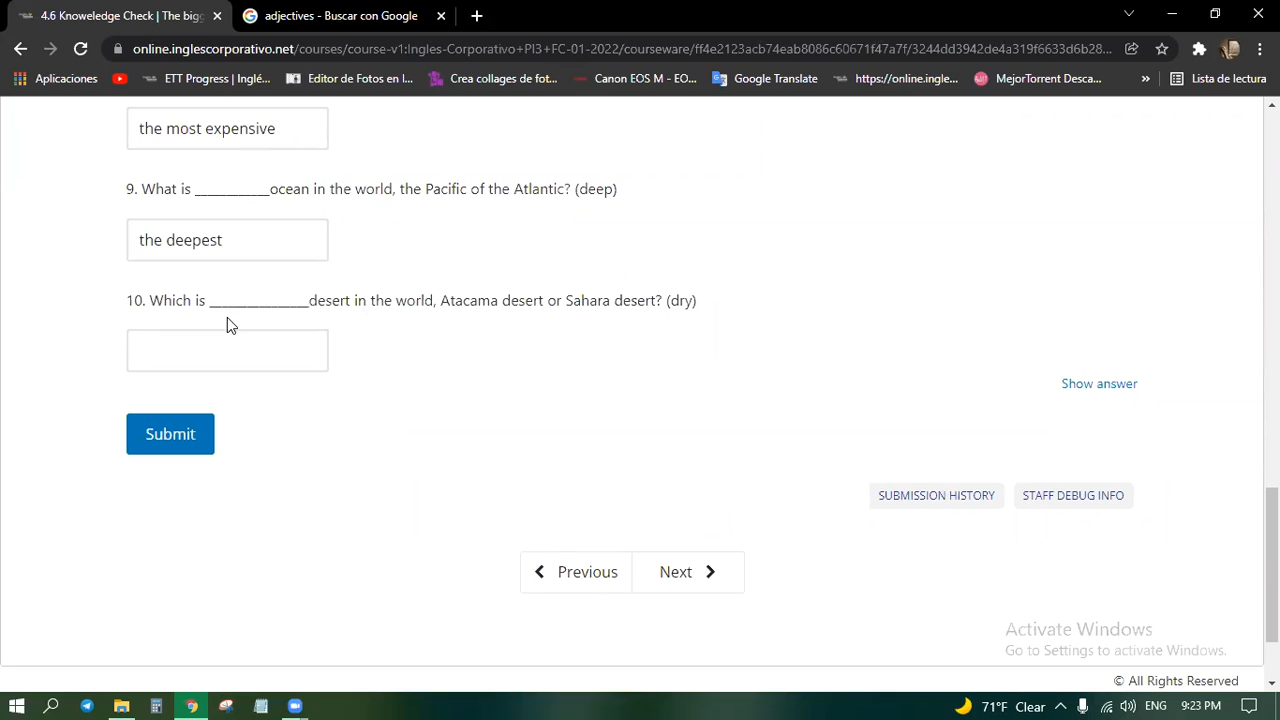 4.6 Knowledge Check | The bigg
adjectives - Buscar con Google
online.inglescorporativo.net/courses/course-v1:Ingles-Corporativo+PI3+FC-01-2022/courseware/ff4e2123acb74eab8086c60671f47a7f/3244ddd3942de4a319f6633d6b28...
Aplicaciones
ETT Progress | Inglé...
Editor de Fotos en l...
Crea collages de fot...
Canon EOS M - EO...
Google Translate
https://online.ingle...
MejorTorrent Desca...
»
Lista de lectura
the most expensive
9. What is ____________ocean in the world, the Pacific of the Atlantic? (deep)
the deepest
10. Which is ________________desert in the world, Atacama desert or Sahara desert? (dry)
Show answer
Submit
SUBMISSION HISTORY
STAFF DEBUG INFO
Previous
Next
Activate Windows
Go to Settings to activate Windows.
© All Rights Reserved
71°F Clear
ENG
9:23 PM